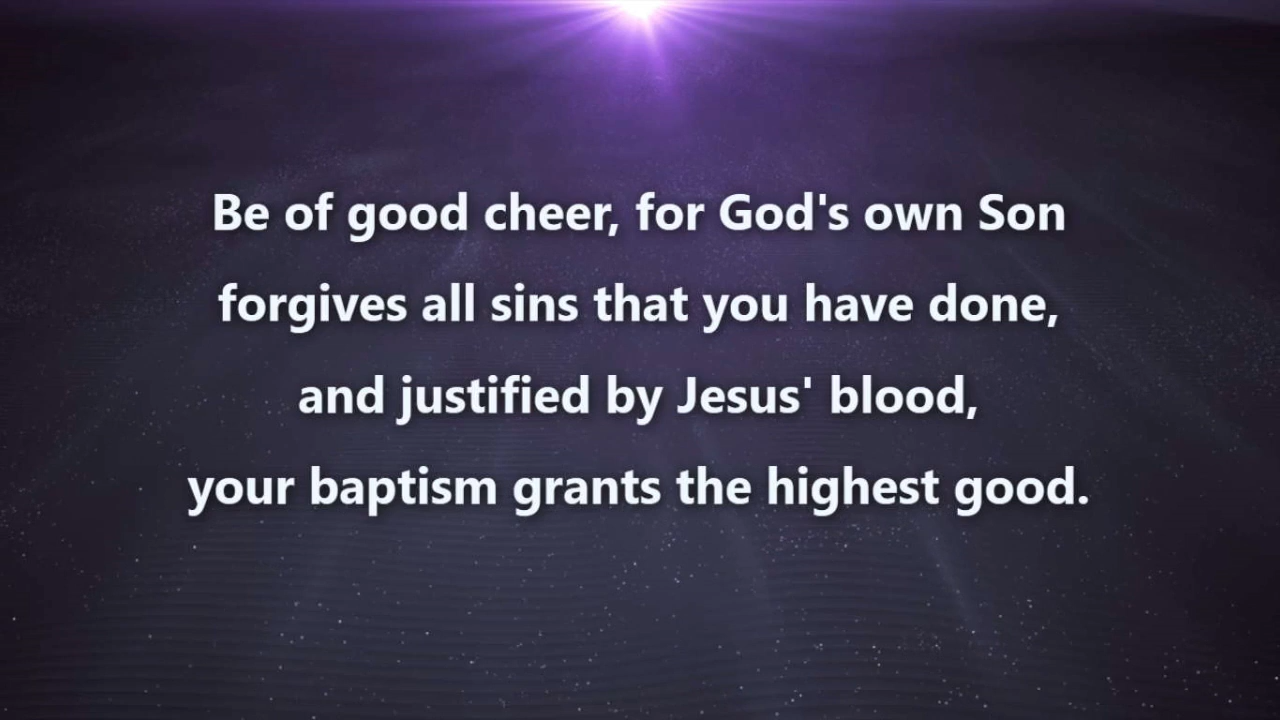 Be of good cheer, for God's own Son
forgives all sins that you have done,
and justified by Jesus' blood,
your baptism grants the highest good.